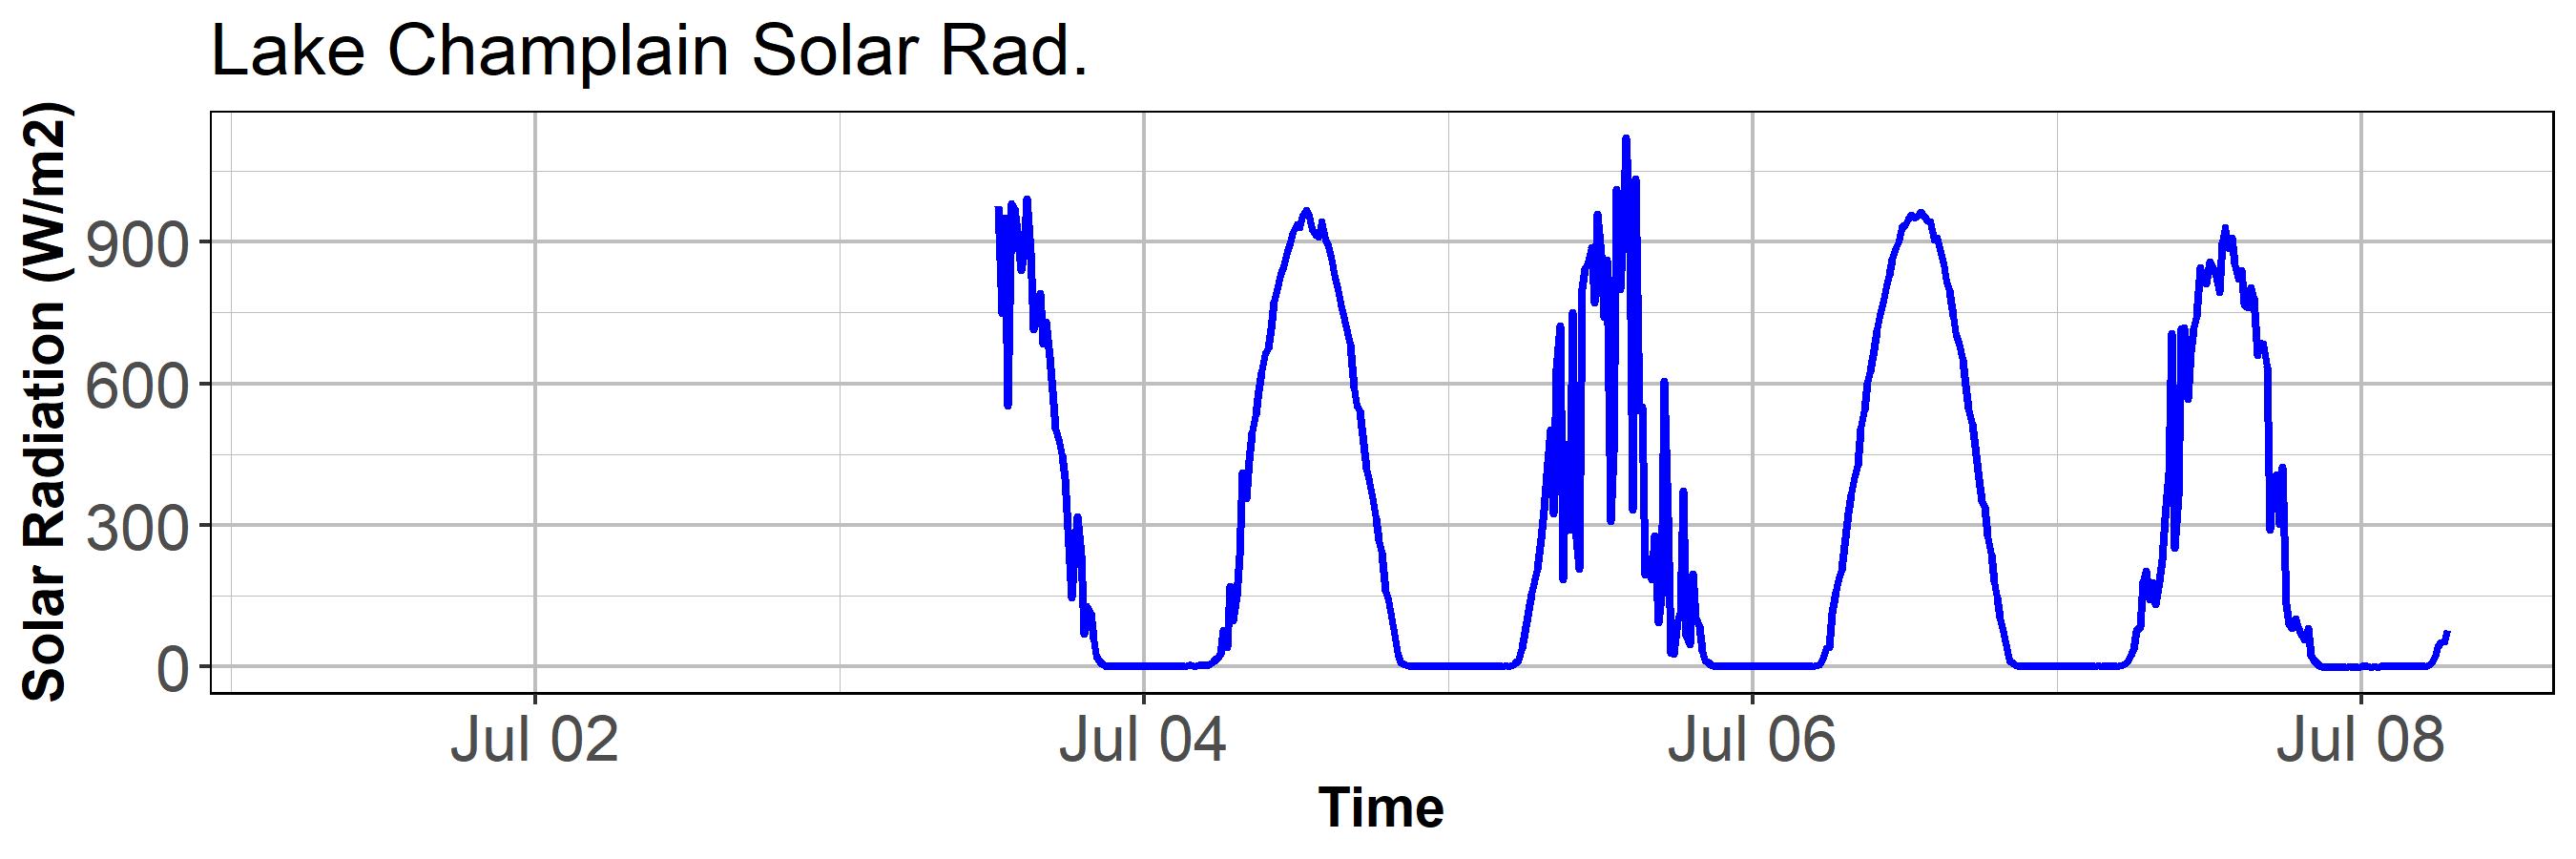 Lake Champlain Solar Rad.
Solar Radiation (W/m2)
900
600
300
0
Jul 02 Jul 04 Jul 06 Jul 08
Time